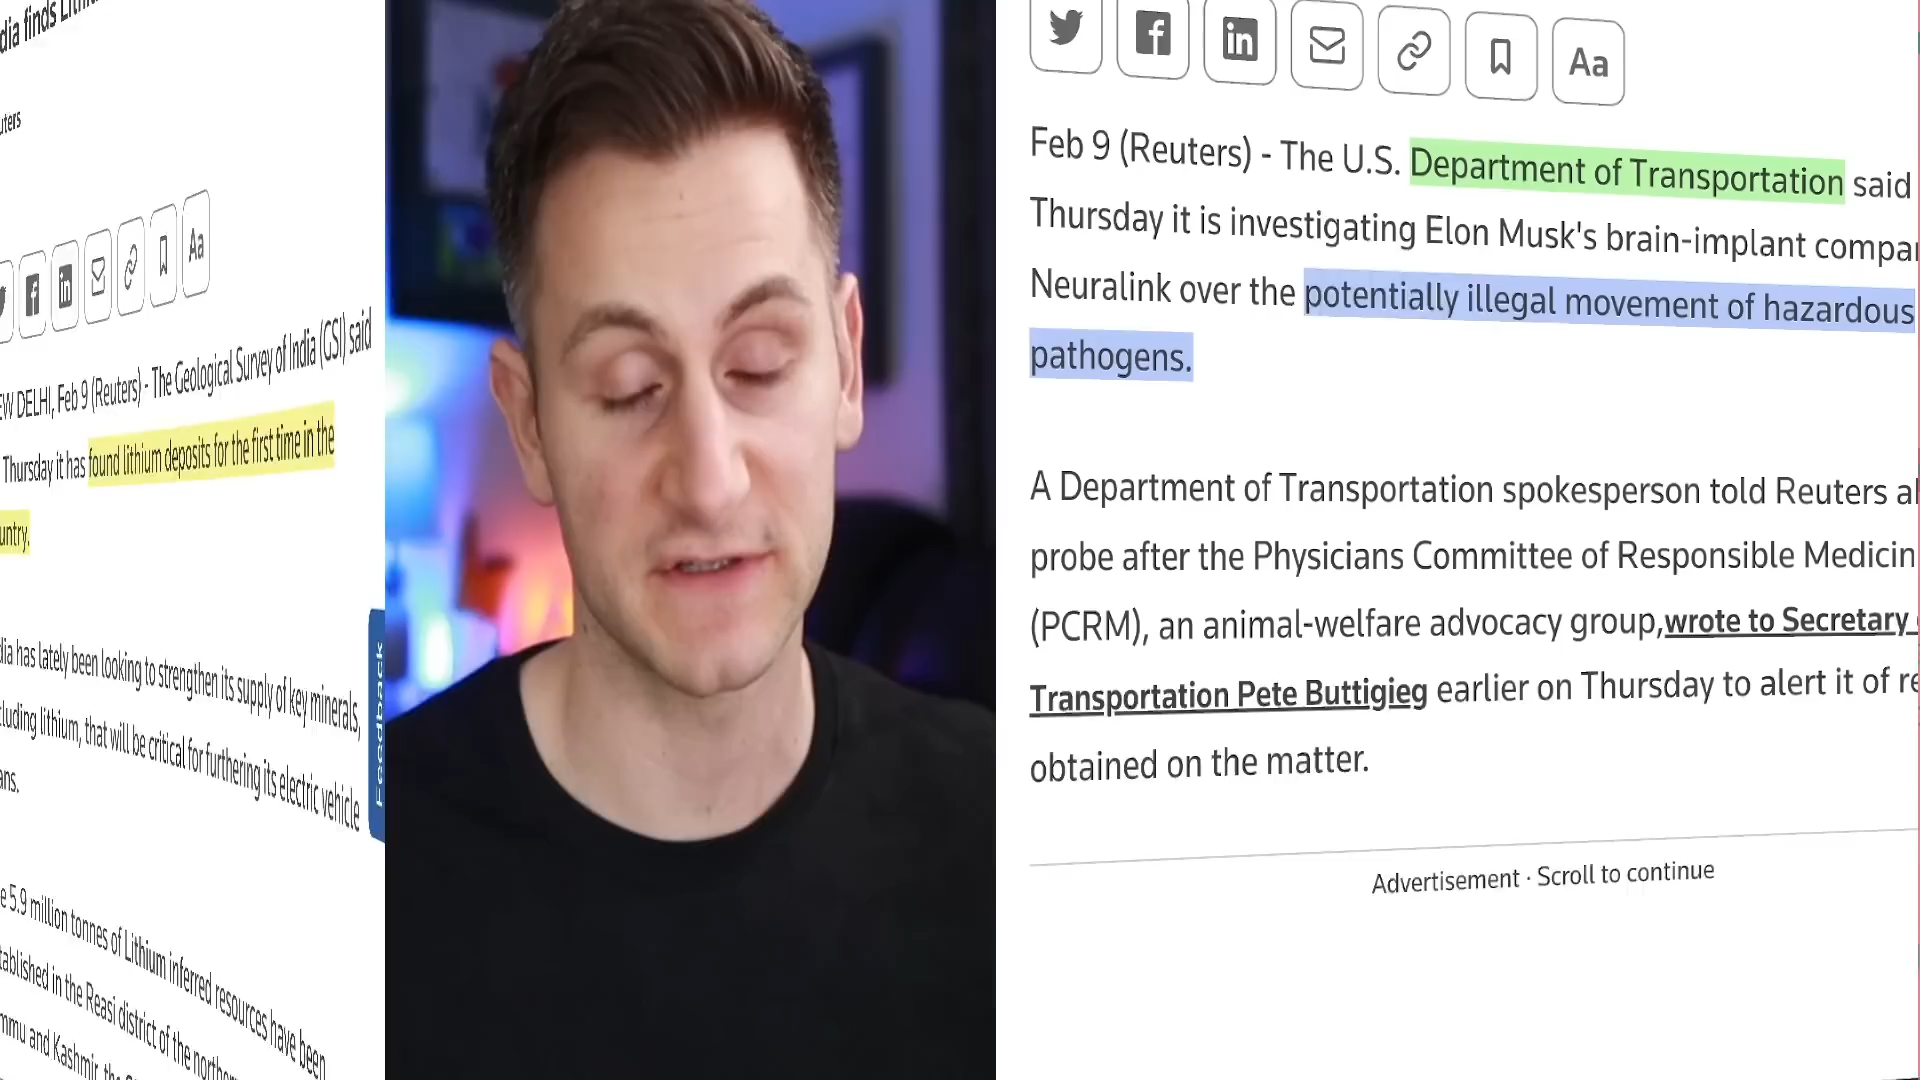 dia finds Lith
uters
Aa
EW DELHI, Feb 9 (Reuters) - The Geological Survey of India (GSI) said
Thursday it has found lithium deposits for the first time in the
untry.
dia has lately been looking to strengthen its supply of key minerals,
cluding lithium, that will be critical for furthering its electric vehicle
ans.
Feedback
e 5.9 million tonnes of Lithium inferred resources have been
tablished in the Reasi district of the northern
mmu and Kashmir, the
Aa
Feb 9 (Reuters) - The U.S. Department of Transportation said
Thursday it is investigating Elon Musk's brain-implant compan
Neuralink over the potentially illegal movement of hazardous
pathogens.
A Department of Transportation spokesperson told Reuters a
probe after the Physicians Committee of Responsible Medicin
(PCRM), an animal-welfare advocacy group,wrote to Secretary
Transportation Pete Buttigieg earlier on Thursday to alert it of re
obtained on the matter.
Advertisement · Scroll to continue